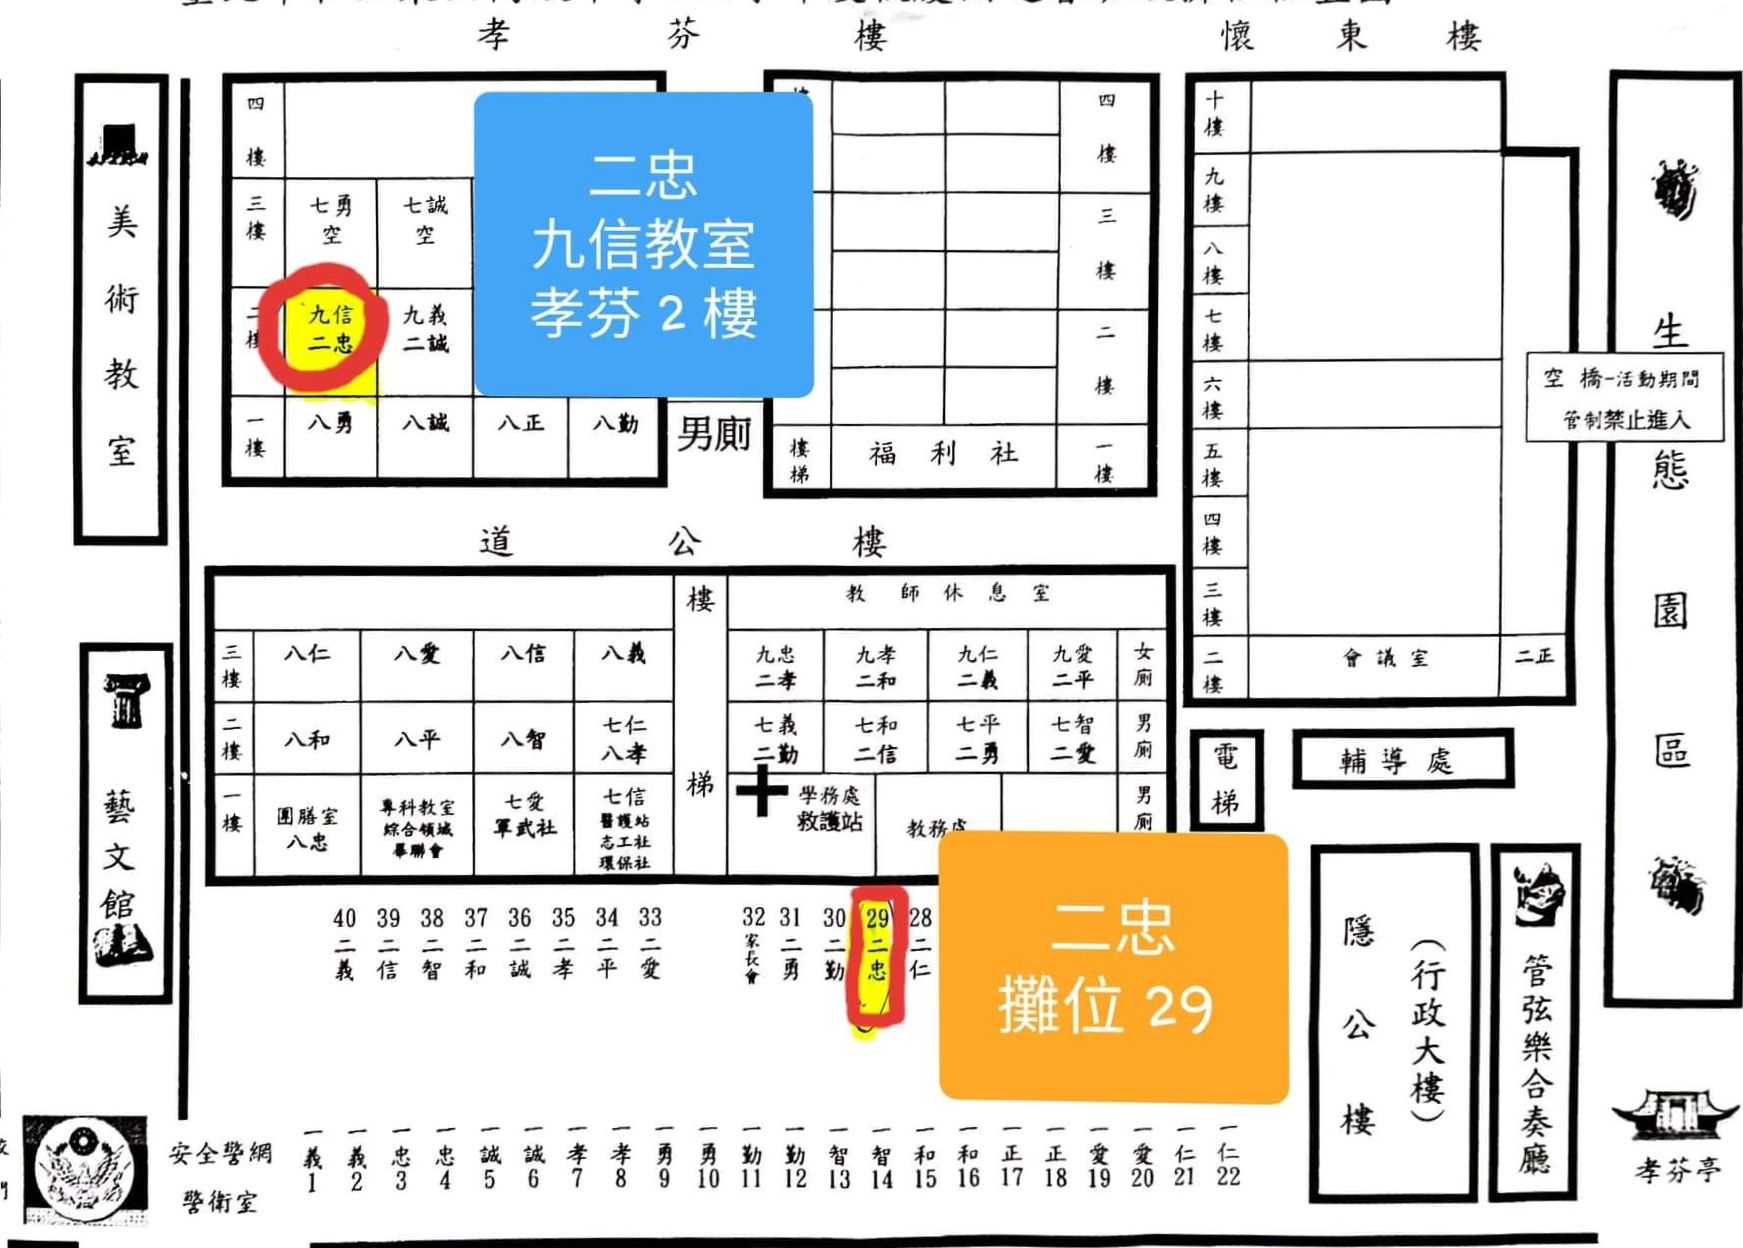 孝芬樓
懷東樓
美術教室
四樓
三樓
七勇
空
七誠
空
二樓
九信
二忠
九義
二誠
一樓
八勇
八誠
八正
八勤
二忠
九信教室
孝芬2樓
男廁
四樓
三樓
二樓
一樓
樓梯
福利社
十樓
九樓
八樓
七樓
六樓
五樓
四樓
三樓
二樓
會議室
二正
空橋-活動期間
管制禁止進入
生態園區
道公樓
樓梯
教師休息室
三樓
八仁
八愛
八信
八義
九忠
二孝
九孝
二和
九仁
二義
九愛
二平
女廁
二樓
八和
八平
八智
七仁
八孝
七義
二勤
七和
二信
七平
二勇
七智
二愛
男廁
一樓
團膳室
八忠
專科教室
綜合領域
畢聯會
七愛
軍武社
七信
醫護站
志工社
環保社
學務處
救護站
教務處
男廁
電梯
輔導處
藝文館
40 39 38 37 36 35 34 33 32 31 30 29 28
二義 二信 二智 二和 二誠 二孝 二平 二愛 家長會 二勇 二勤 二忠 二仁
二忠
攤位 29
隱公樓
(行政大樓)
管弦樂合奏廳
孝芬亭
安全警網
警衛室
一義 一義 一忠 一忠 一誠 一誠 一孝 一孝 一勇 一勇 一勤 一勤 一智 一智 一和 一和 一正 一正 一愛 一愛 一仁 一仁
1 2 3 4 5 6 7 8 9 10 11 12 13 14 15 16 17 18 19 20 21 22